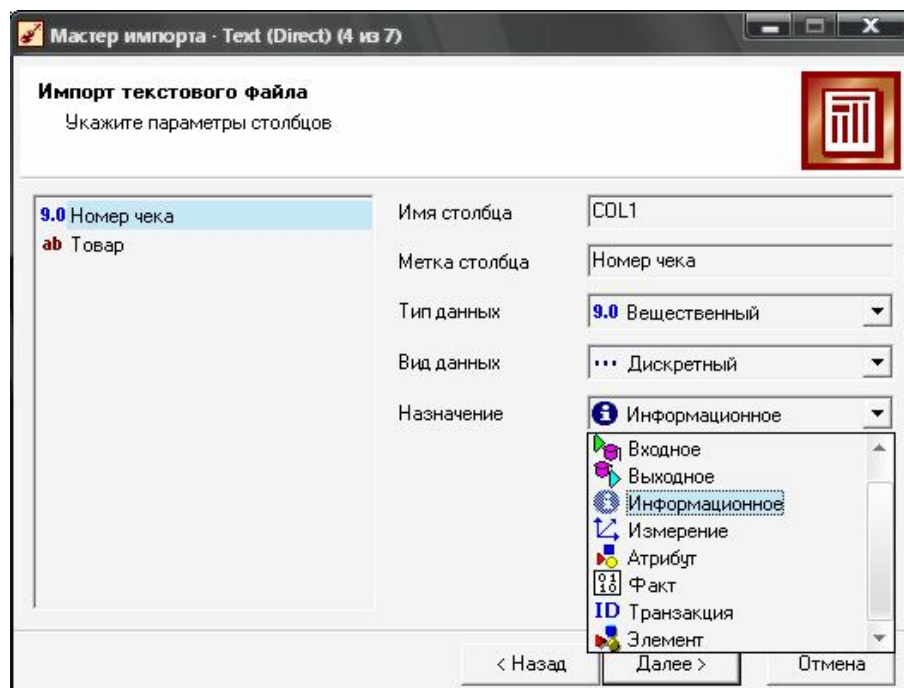 Мастер импорта - Text (Direct) (4 из 7)
Импорт текстового файла
Укажите параметры столбцов
9.0 Номер чека
ab Товар
Имя столбца
COL1
Метка столбца
Номер чека
Тип данных
9.0 Вещественный
Вид данных
Дискретный
Назначение
Информационное
Входное
Выходное
Информационное
Измерение
Атрибут
Факт
ID Транзакция
Элемент
< Назад
Далее >
Отмена